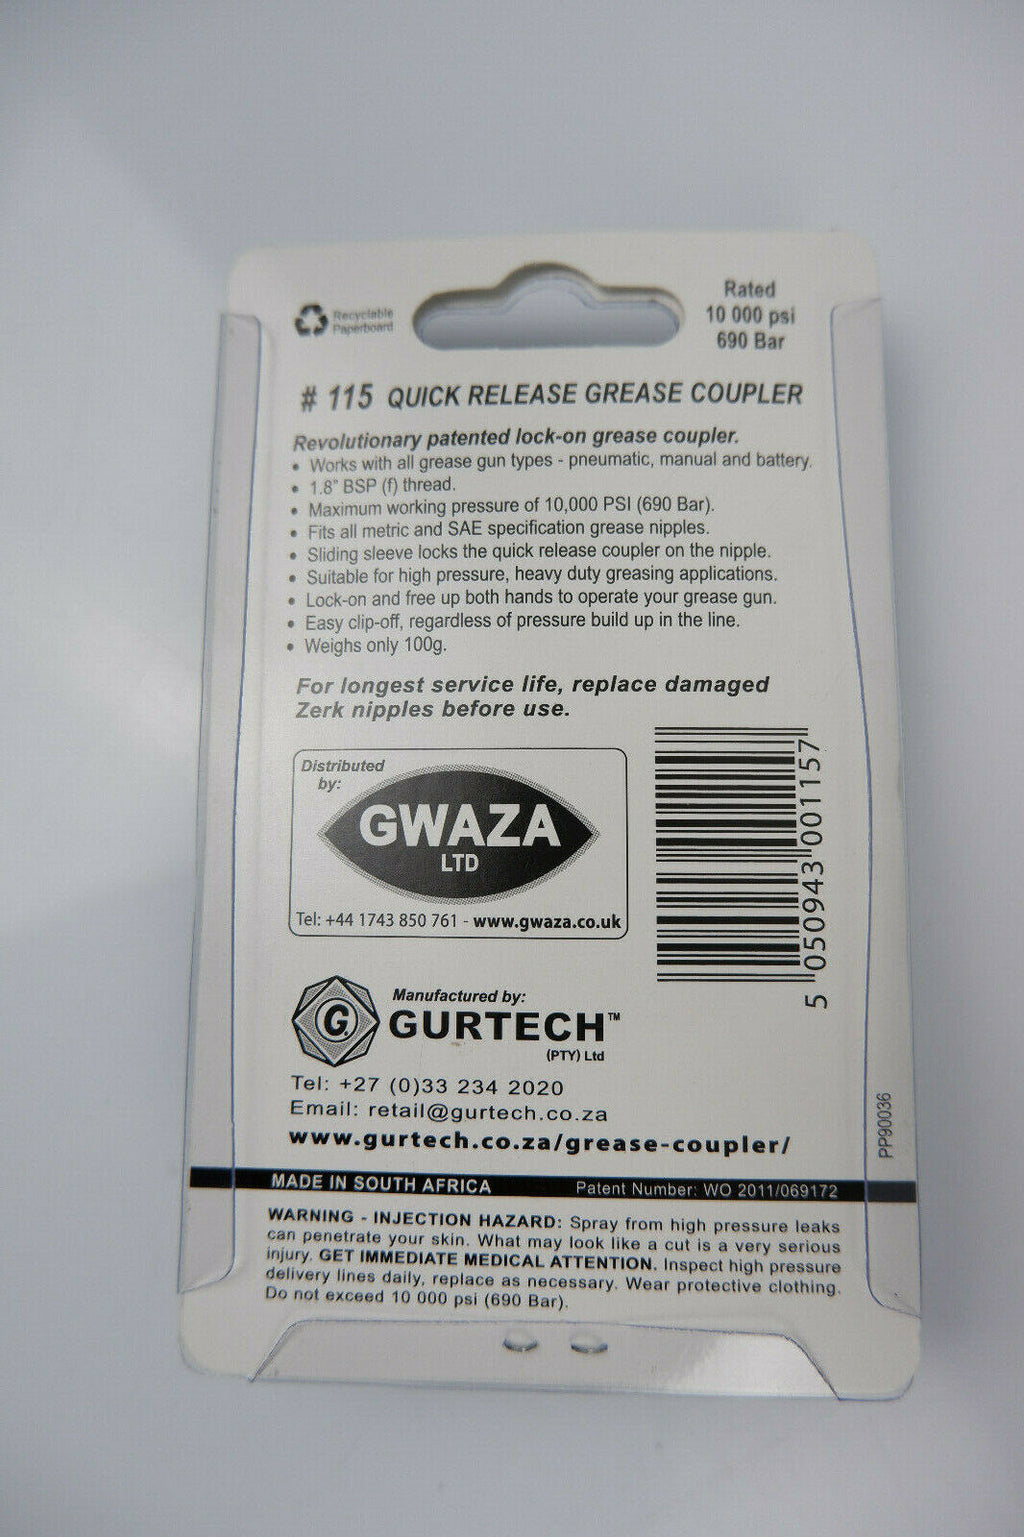 Recyclable
Paperboard
Rated
10 000 psi
690 Bar
# 115 QUICK RELEASE GREASE COUPLER
Revolutionary patented lock-on grease coupler.
• Works with all grease gun types - pneumatic, manual and battery.
• 1.8" BSP (f) thread.
• Maximum working pressure of 10,000 PSI (690 Bar).
• Fits all metric and SAE specification grease nipples.
• Sliding sleeve locks the quick release coupler on the nipple.
• Suitable for high pressure, heavy duty greasing applications.
• Lock-on and free up both hands to operate your grease gun.
• Easy clip-off, regardless of pressure build up in the line.
• Weighs only 100g.
For longest service life, replace damaged
Zerk nipples before use.
Distributed
by:
GWAZA
LTD
Tel: +44 1743 850 761 - www.gwaza.co.uk
5 050943 001157
G
Manufactured by:
GURTECH™
(PTY) Ltd
Tel: +27 (0)33 234 2020
Email: retail@gurtech.co.za
www.gurtech.co.za/grease-coupler/
PP90036
MADE IN SOUTH AFRICA Patent Number: WO 2011/069172
WARNING - INJECTION HAZARD: Spray from high pressure leaks
can penetrate your skin. What may look like a cut is a very serious
injury. GET IMMEDIATE MEDICAL ATTENTION. Inspect high pressure
delivery lines daily, replace as necessary. Wear protective clothing.
Do not exceed 10 000 psi (690 Bar).